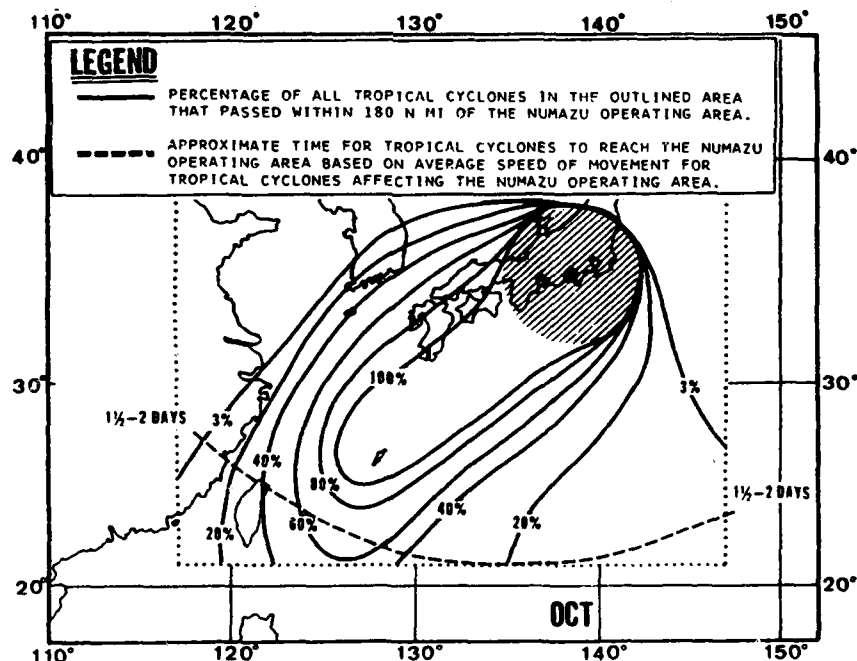 110° 120° 130° 140° 150°
LEGEND
PERCENTAGE OF ALL TROPICAL CYCLONES IN THE OUTLINED AREA
THAT PASSED WITHIN 180 N MI OF THE NUMAZU OPERATING AREA.
APPROXIMATE TIME FOR TROPICAL CYCLONES TO REACH THE NUMAZU
OPERATING AREA BASED ON AVERAGE SPEED OF MOVEMENT FOR
TROPICAL CYCLONES AFFECTING THE NUMAZU OPERATING AREA.
40° 40°
30° 30°
100%
3%
1½-2 DAYS
3%
40%
80%
60%
40%
20%
20%
1½-2 DAYS
20° 20°
OCT
110° 120° 130° 140° 150°